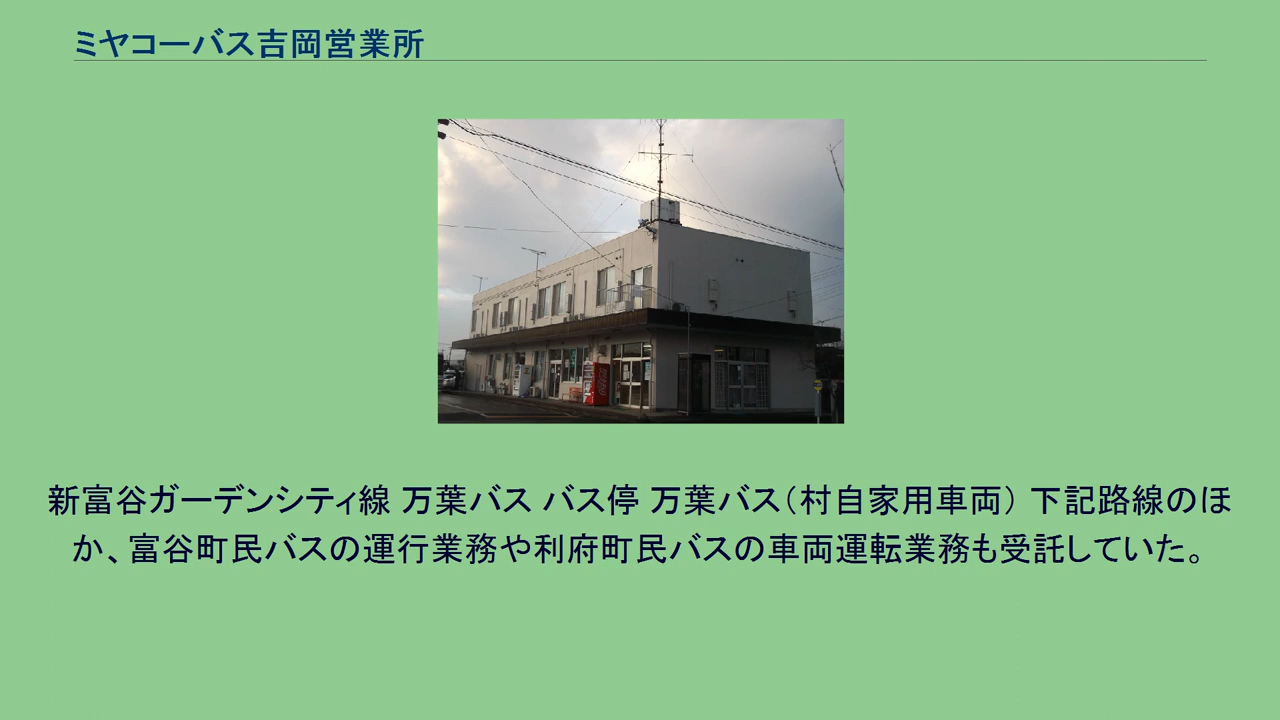 ミヤコーバス吉岡営業所
新富谷ガーデンシティ線 万葉バス バス停 万葉バス（村自家用車両） 下記路線のほ
か、富谷町民バスの運行業務や利府町民バスの車両運転業務も受託していた。